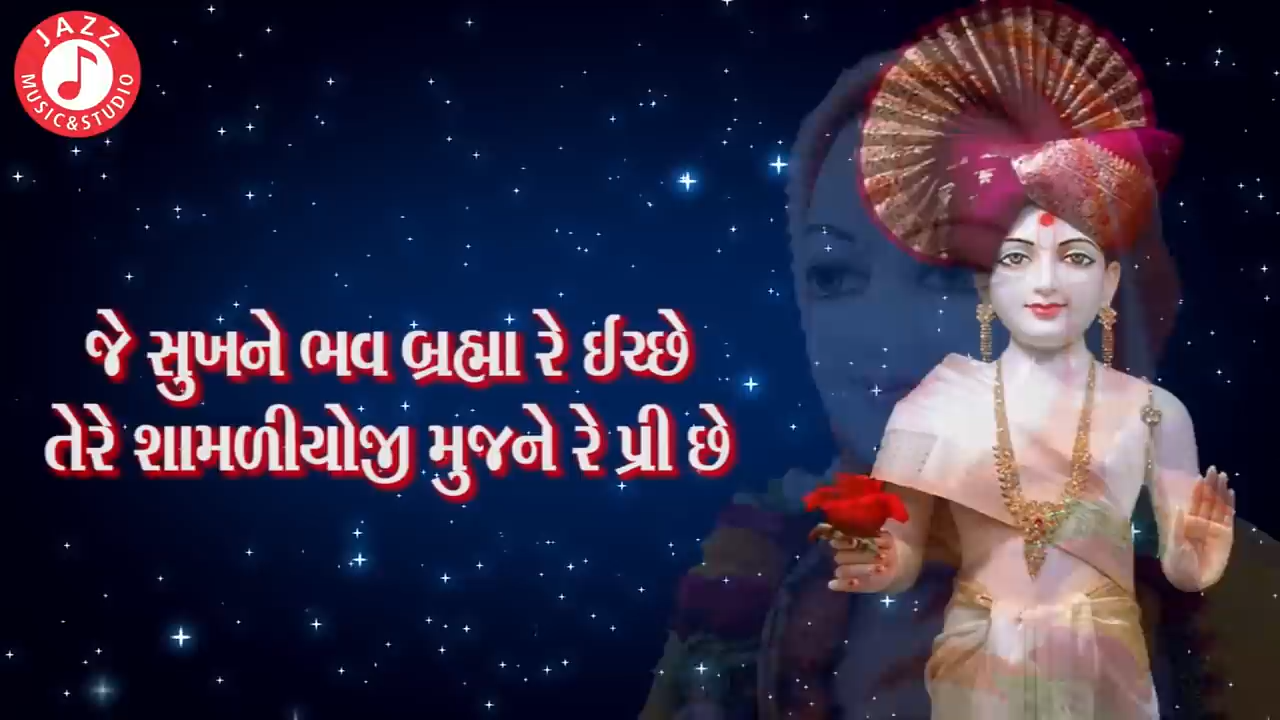 JAZZ
MUSIC&STUDIO
જે સુખને ભવ બ્રહ્મા રે ઈચ્છે
તેરે શામળીયોજી મુજને રે પ્રી છે